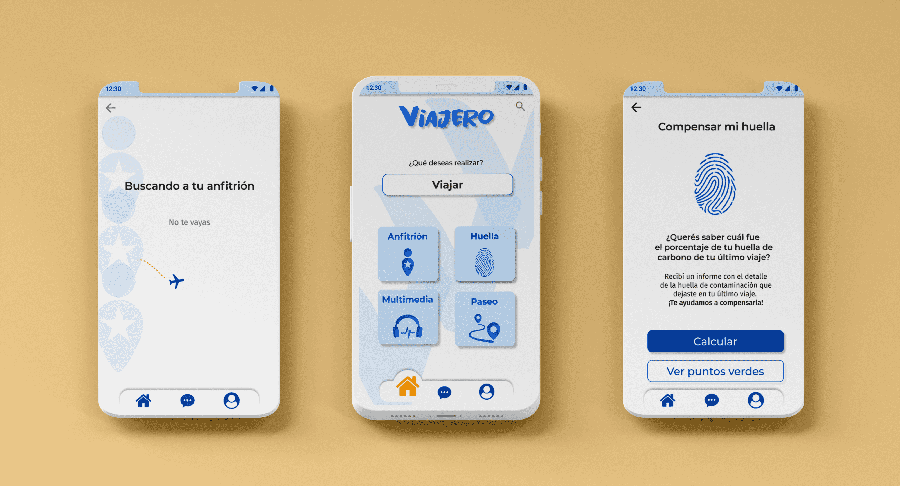 12:30
Buscando a tu anfitrión
No te vayas
12:30
VIAJERO
¿Qué deseas realizar?
Viajar
Anfitrión
Huella
Multimedia
Paseo
12:30
Compensar mi huella
¿Querés saber cuál fue
el porcentaje de tu huella de
carbono de tu último viaje?
Recibí un informe con el detalle
de la huella de contaminación que
dejaste en tu último viaje.
¡Te ayudamos a compensarla!
Calcular
Ver puntos verdes